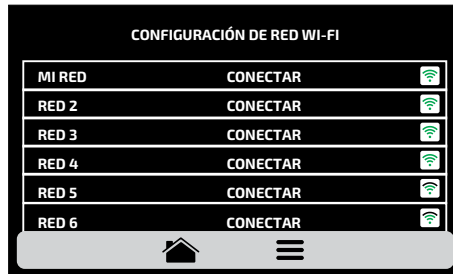 CONFIGURACIÓN DE RED WI-FI
MI RED CONECTAR
RED 2 CONECTAR
RED 3 CONECTAR
RED 4 CONECTAR
RED 5 CONECTAR
RED 6 CONECTAR